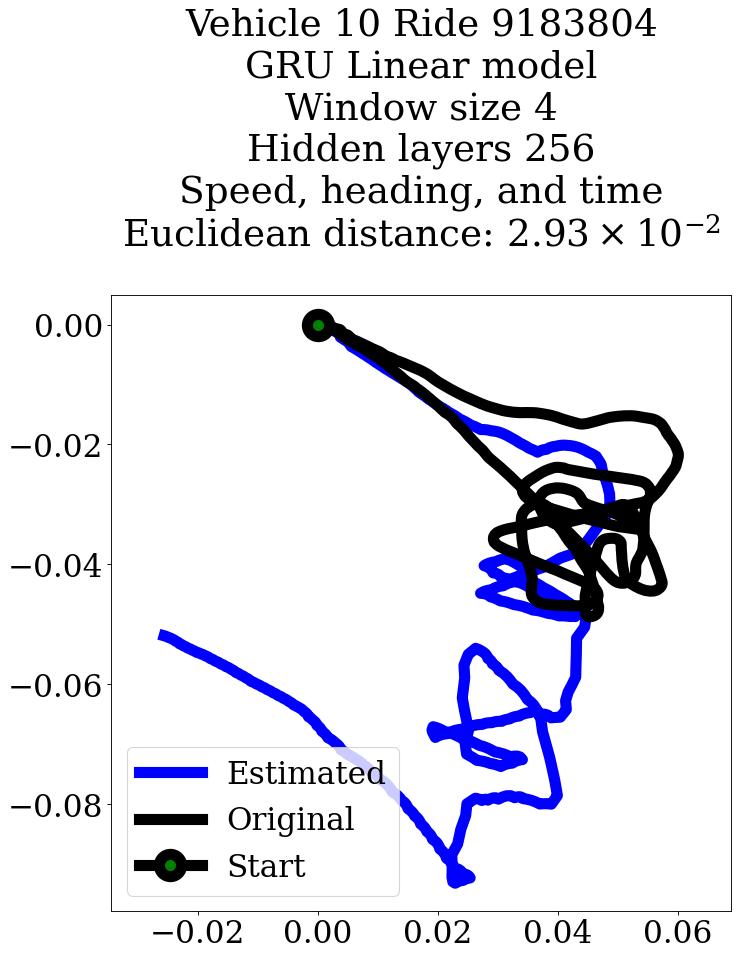 Vehicle 10 Ride 9183804
GRU Linear model
Window size 4
Hidden layers 256
Speed, heading, and time
Euclidean distance: 2.93 × 10⁻²
0.00
−0.02
−0.04
−0.06
−0.08
Estimated
Original
Start
−0.02 0.00 0.02 0.04 0.06